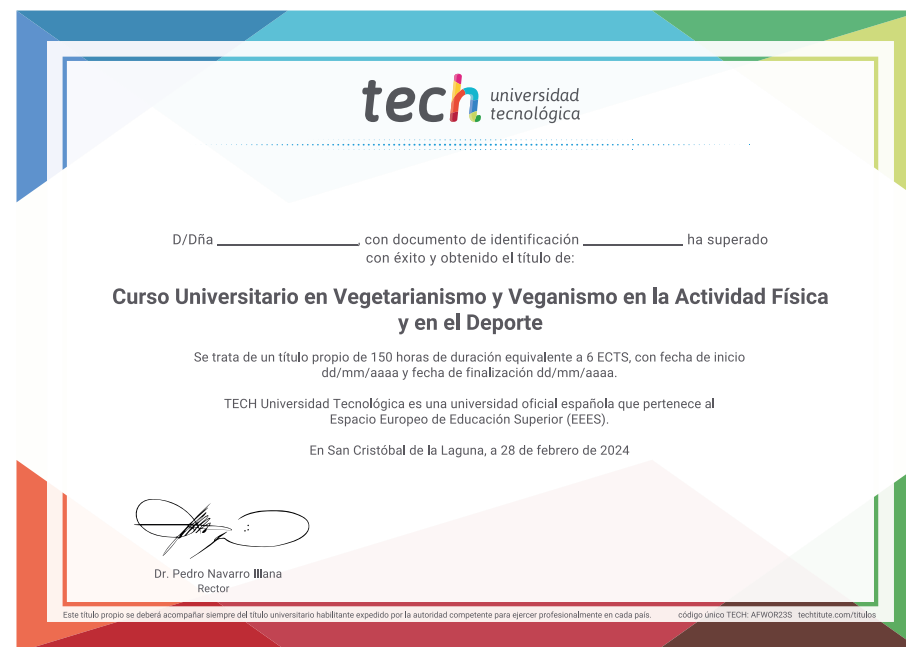 tech universidad
tecnológica
D/Dña ____________________, con documento de identificación ______________ ha superado
con éxito y obtenido el título de:
Curso Universitario en Vegetarianismo y Veganismo en la Actividad Física
y en el Deporte
Se trata de un título propio de 150 horas de duración equivalente a 6 ECTS, con fecha de inicio
dd/mm/aaaa y fecha de finalización dd/mm/aaaa.
TECH Universidad Tecnológica es una universidad oficial española que pertenece al
Espacio Europeo de Educación Superior (EEES).
En San Cristóbal de la Laguna, a 28 de febrero de 2024
Dr. Pedro Navarro Illana
Rector
Este título propio se deberá acompañar siempre del título universitario habilitante expedido por la autoridad competente para ejercer profesionalmente en cada país. código único TECH: AFWOR23S techtitute.com/titulos